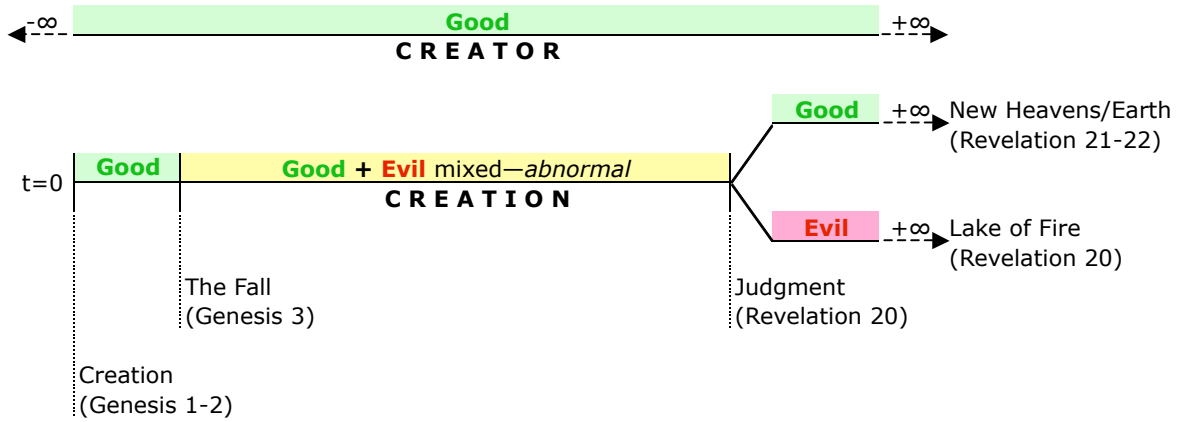 -∞ Good +∞
C R E A T O R
Good +∞ New Heavens/Earth
(Revelation 21-22)
t=0 Good Good + Evil mixed—abnormal
C R E A T I O N
Evil +∞ Lake of Fire
(Revelation 20)
The Fall
(Genesis 3)
Judgment
(Revelation 20)
Creation
(Genesis 1-2)